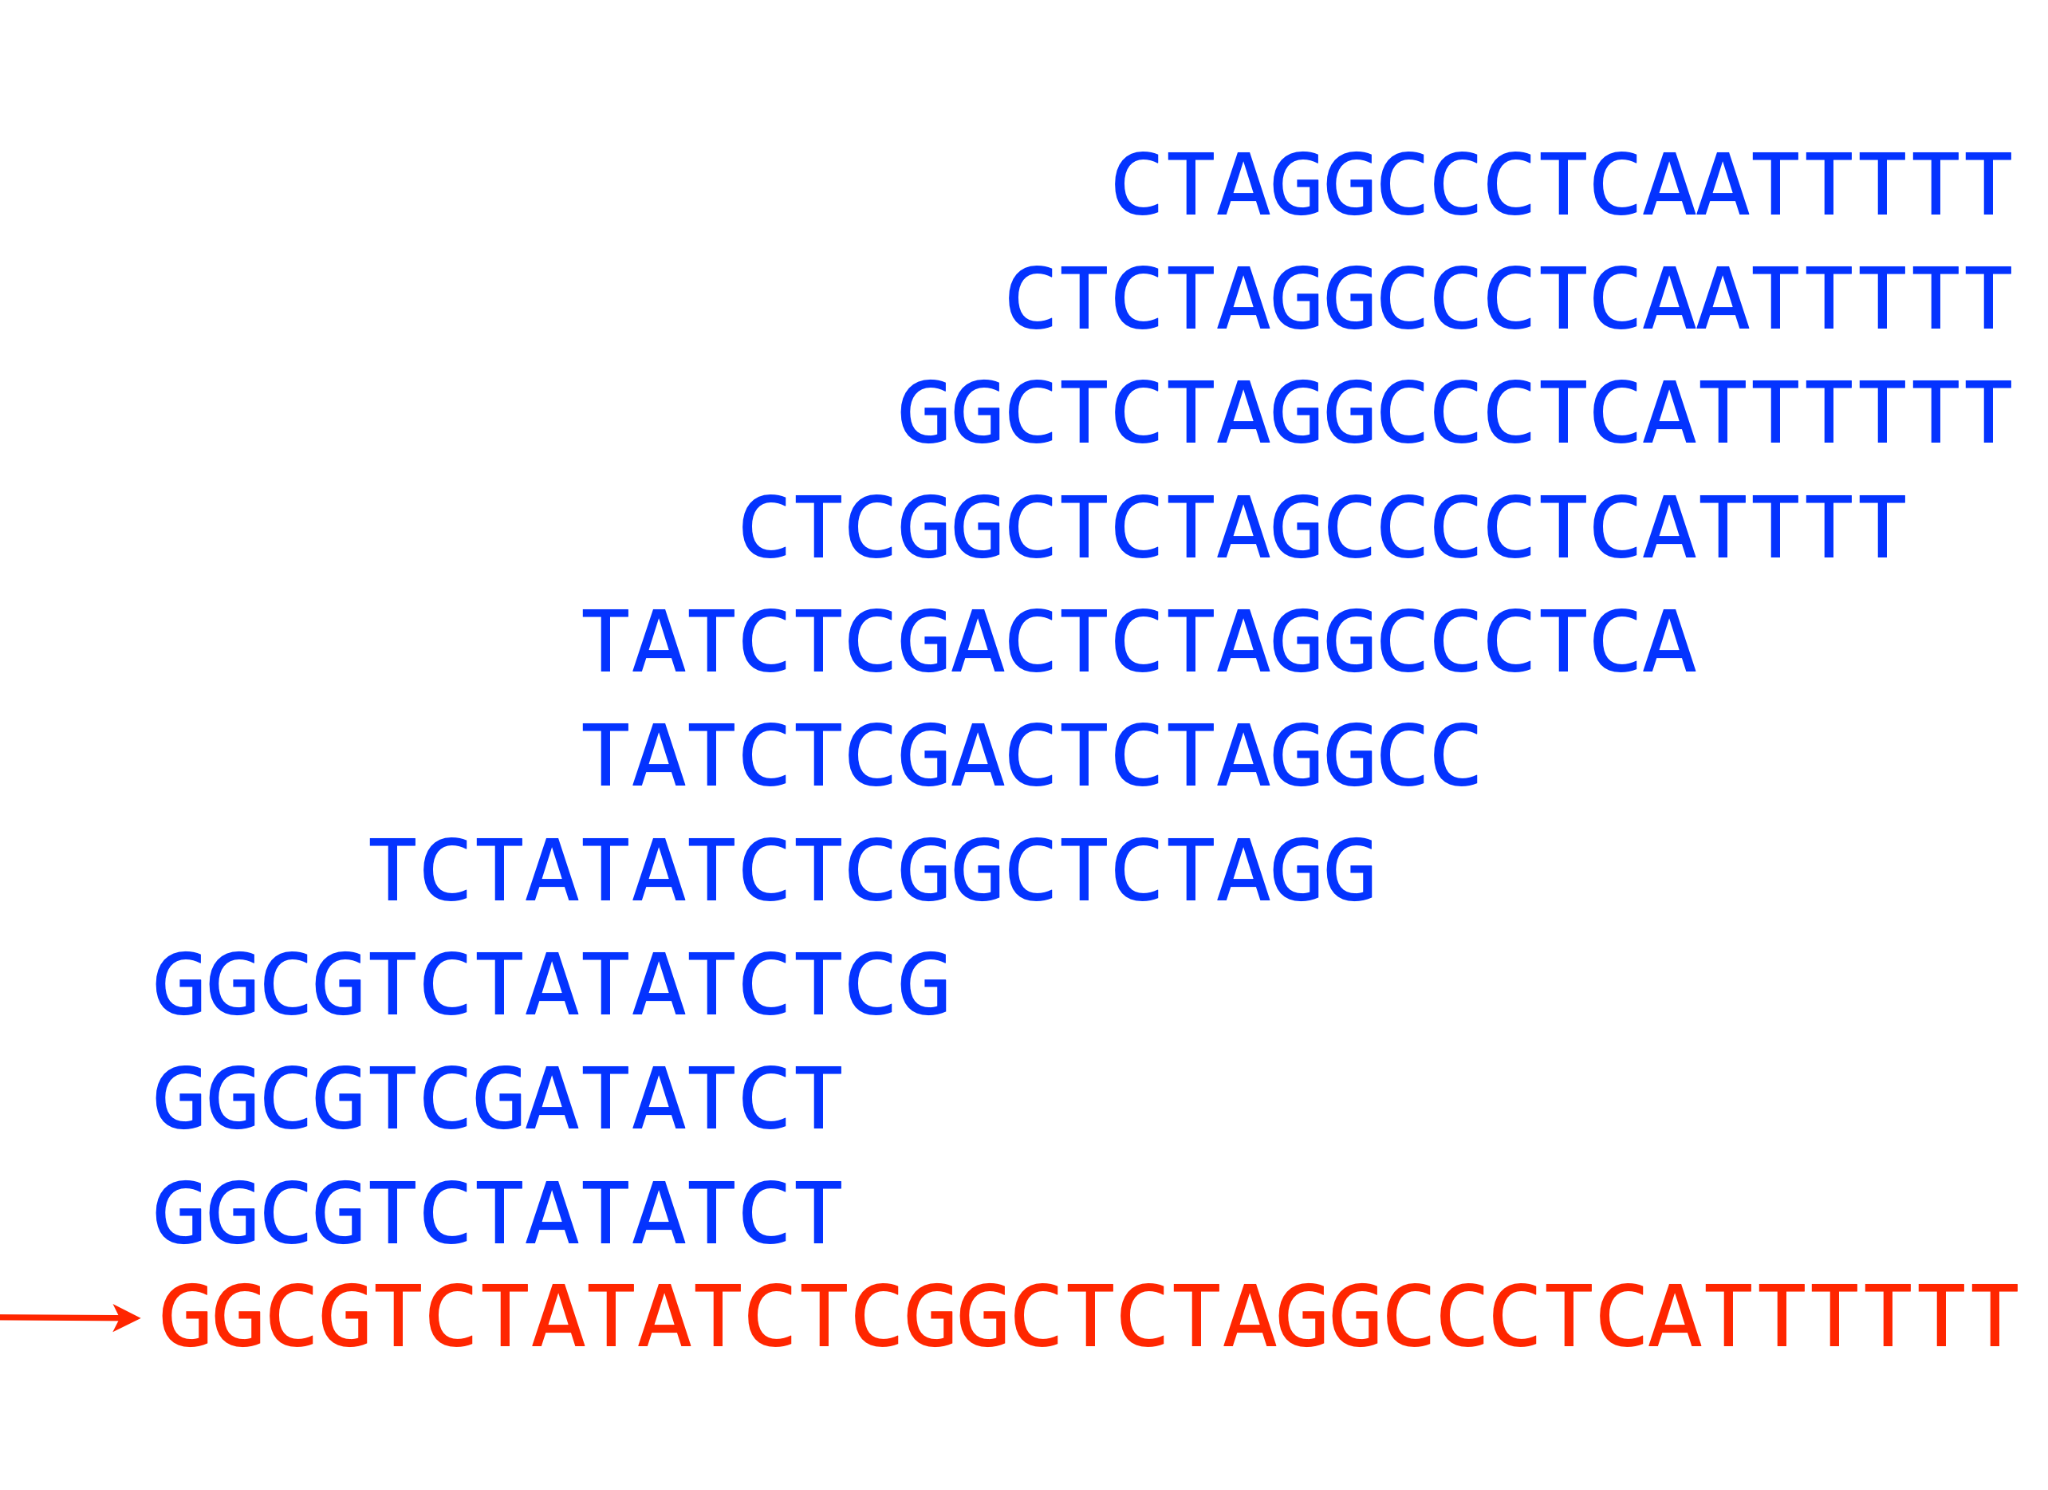 CTAGGCCCTCAATTTTT
CTCTAGGCCCTCAATTTTT
GGCTCTAGGCCCTCATTTTTT
CTCGGCTCTAGCCCCTCATTTT
TATCTCGACTCTAGGCCCTCA
TATCTCGACTCTAGGCC
TCTATATCTCGGCTCTAGG
GGCGTCTATATCTCG
GGCGTCGATATCT
GGCGTCTATATCT
GGCGTCTATATCTCGGCTCTAGGCCCTCATTTTTT